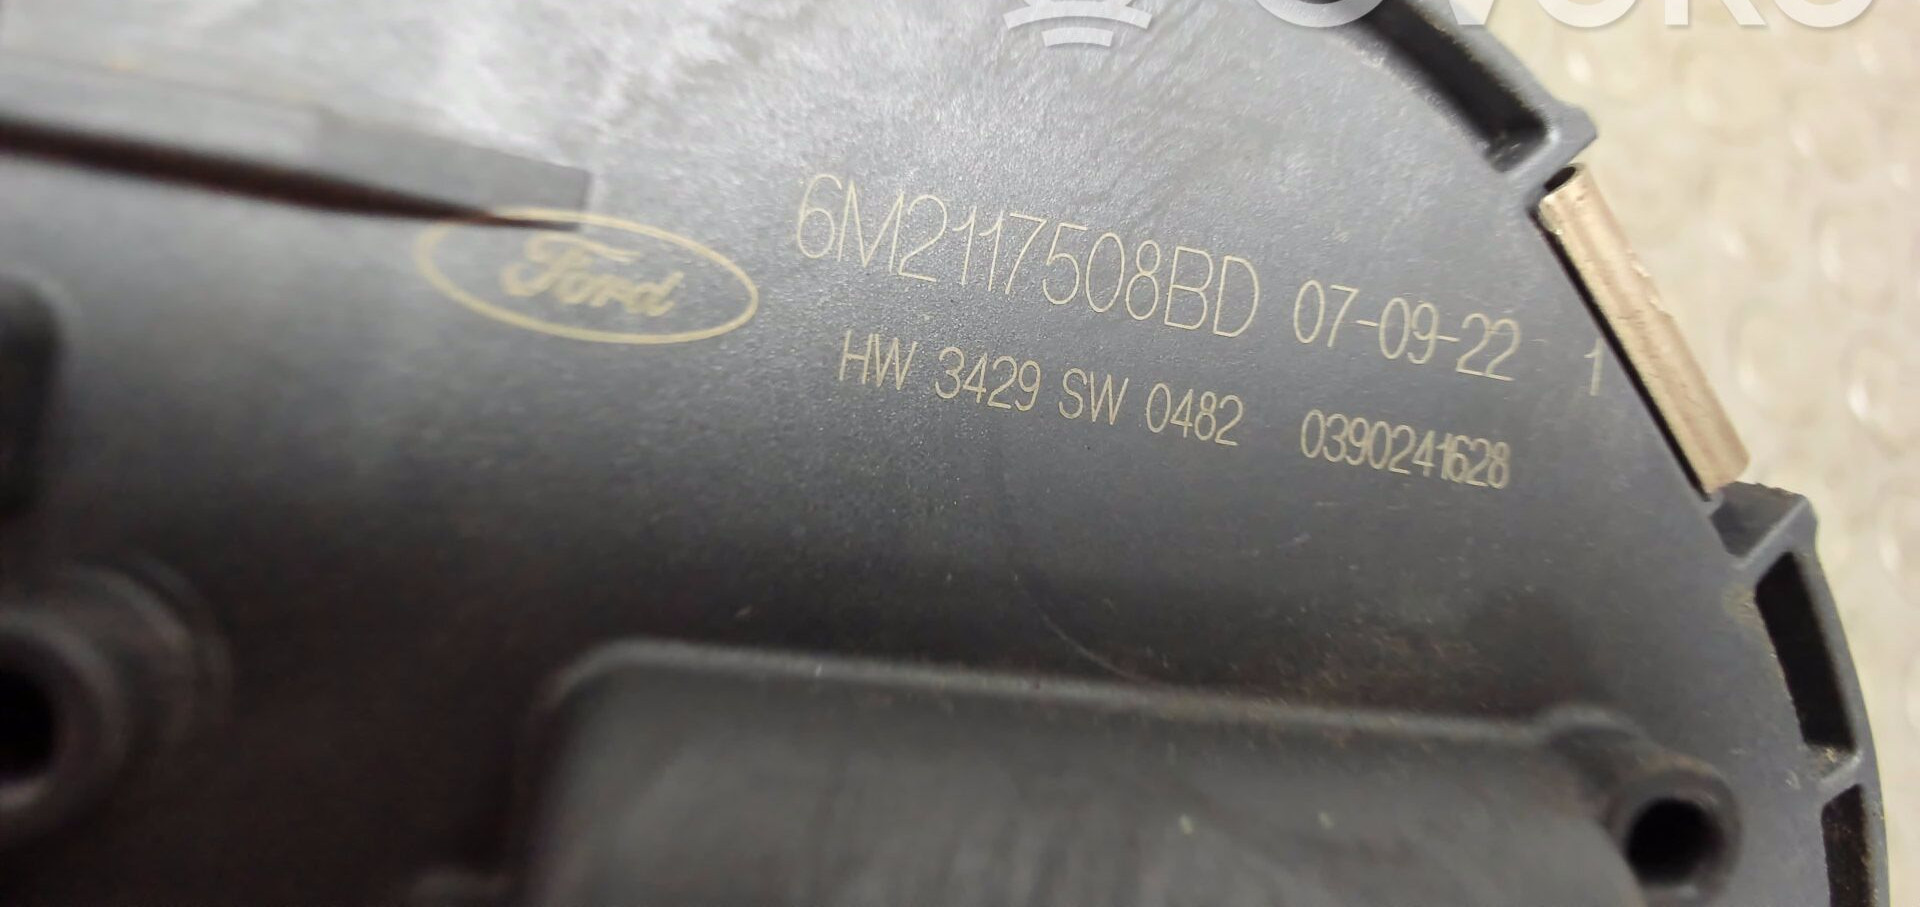 Ford 6M2117508BD 07-09-22 1
HW 3429 SW 0482 0390241628